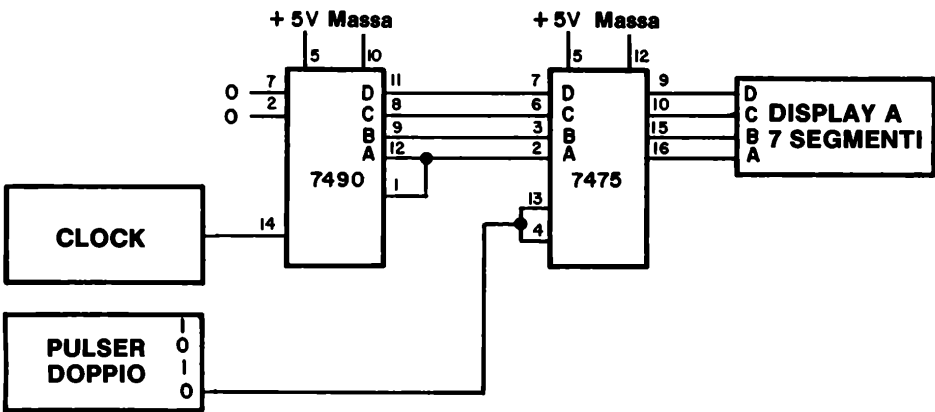 + 5V Massa
5 10
+ 5V Massa
5 12
0 7
0 2
14
D 11
C 8
B 9
A 12
1
7490
7 D
6 C
3 B
2 A
13
4
7475
9
10
15
16
D
C
B
A
DISPLAY A
7 SEGMENTI
CLOCK
PULSER
DOPPIO
1
0
1
0